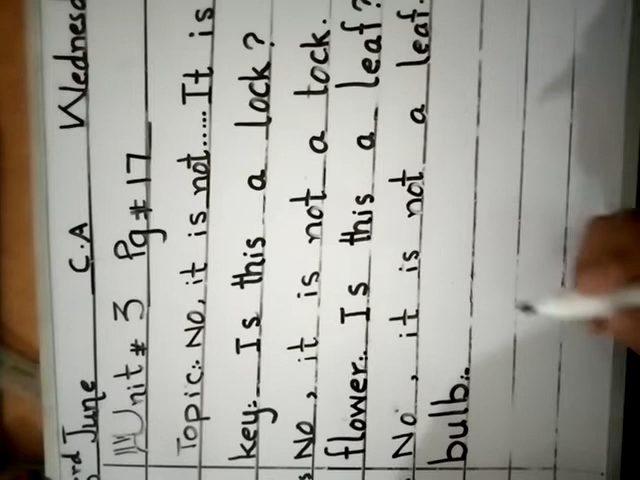 rd June C.A Wednesd
Unit # 3 Pg # 17
Topic:. No, it is not..... It is
key:. Is this a lock?
No, it is not a lock.
flower:. Is this a leaf?
No, it is not a leaf.
bulb:.